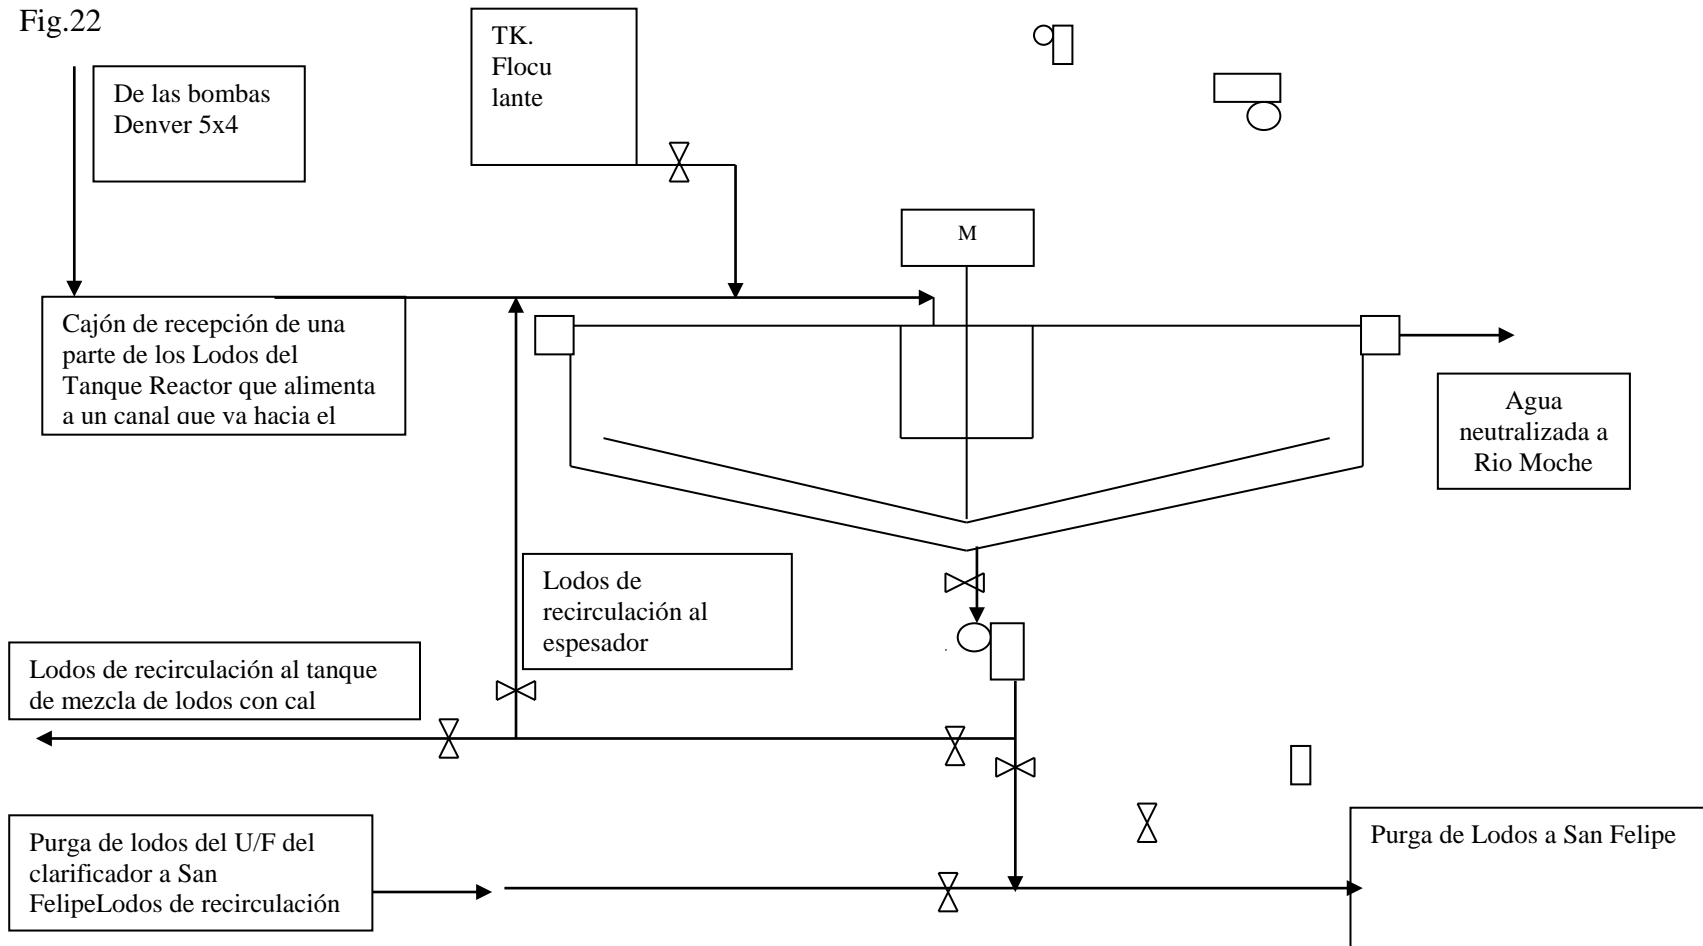 Fig.22
De las bombas
Denver 5x4
TK.
Flocu
lante
M
Cajón de recepción de una
parte de los Lodos del
Tanque Reactor que alimenta
a un canal que va hacia el
Agua
neutralizada a
Rio Moche
Lodos de
recirculación al
espesador
Lodos de recirculación al tanque
de mezcla de lodos con cal
Purga de lodos del U/F del
clarificador a San
FelipeLodos de recirculación
Purga de Lodos a San Felipe